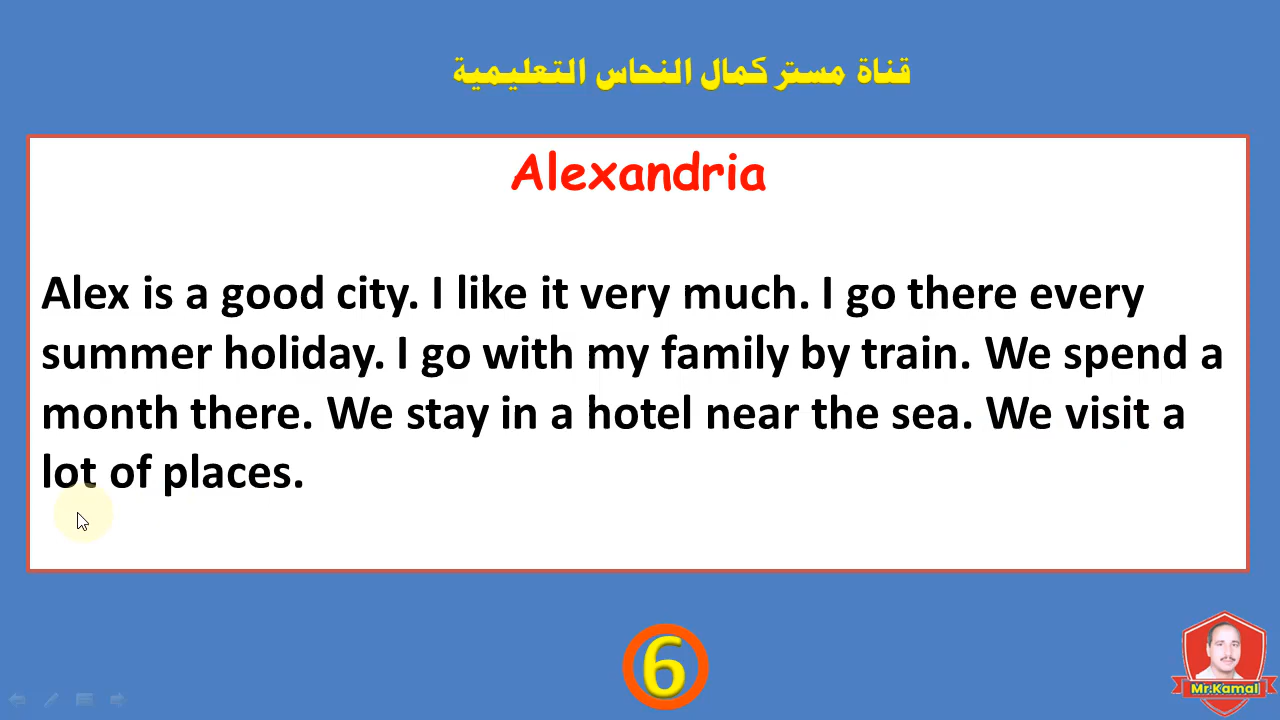 قناة مستر كمال النحاس التعليمية
Alexandria
Alex is a good city. I like it very much. I go there every
summer holiday. I go with my family by train. We spend a
month there. We stay in a hotel near the sea. We visit a
lot of places.
6
Mr.Kamal